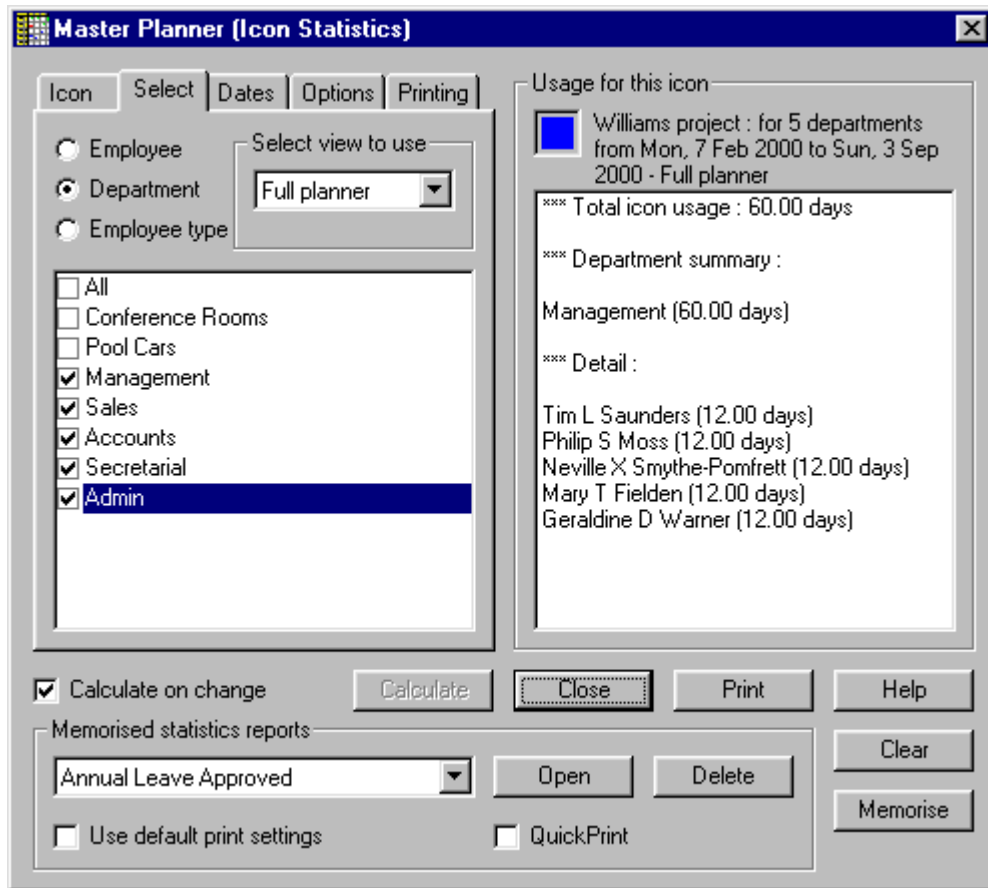 Master Planner (Icon Statistics)
Icon
Select
Dates
Options
Printing
Employee
Department
Employee type
Select view to use
Full planner
All
Conference Rooms
Pool Cars
Management
Sales
Accounts
Secretarial
Admin
Usage for this icon
Williams project : for 5 departments
from Mon, 7 Feb 2000 to Sun, 3 Sep
2000 - Full planner
*** Total icon usage : 60.00 days
*** Department summary :
Management (60.00 days)
*** Detail :
Tim L Saunders (12.00 days)
Philip S Moss (12.00 days)
Neville X Smythe-Pomfrett (12.00 days)
Mary T Fielden (12.00 days)
Geraldine D Warner (12.00 days)
Calculate on change
Calculate
Close
Print
Help
Memorised statistics reports
Annual Leave Approved
Open
Delete
Clear
Use default print settings
QuickPrint
Memorise